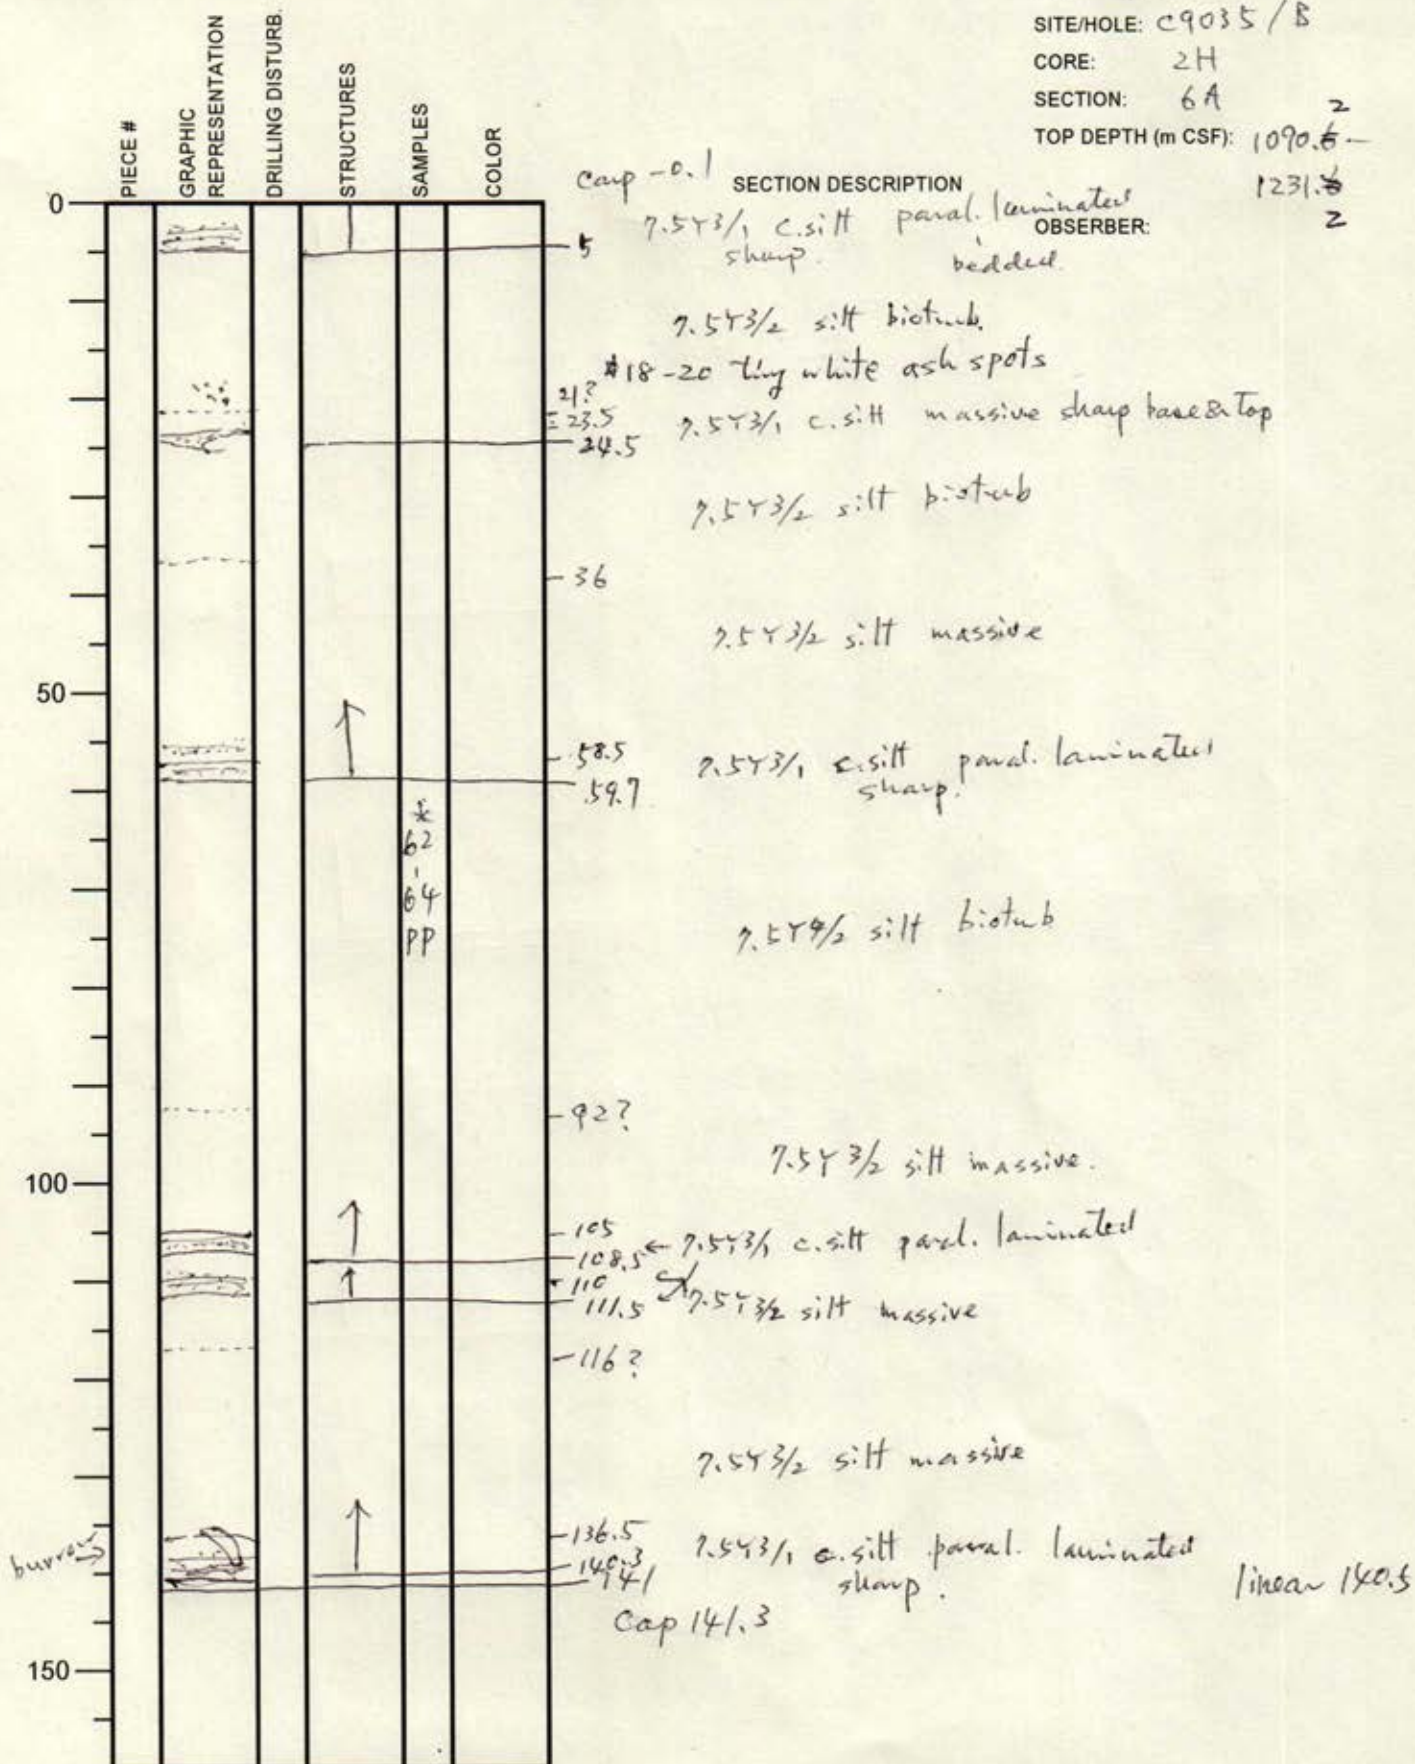 SITE/HOLE: C9035/B
CORE: 2H
SECTION: 6A
2
TOP DEPTH (m CSF): 1090.6-
1231.6
2
PIECE #
GRAPHIC REPRESENTATION
DRILLING DISTURB.
STRUCTURES
SAMPLES
COLOR
Cap -0.1
SECTION DESCRIPTION
OBSERBER:
0
7.5Y3/1 c.silt paral. laminated
5
sharp. bedded.
7.5Y3/2 silt bioturb.
#18-20 tiny white ash spots
21?
23.5
7.5Y3/1 c.silt massive sharp base & Top
24.5
7.5Y3/2 silt bioturb
36
7.5Y3/2 silt massive
50
58.5
7.5Y3/1 c.silt paral. laminated
sharp.
59.7
*
62
-
64
PP
7.5Y4/2 silt bioturb
92?
7.5Y3/2 silt massive.
100
105
108.5 ← 7.5Y3/1 c.silt paral. laminated
110
111.5 7.5Y3/2 silt massive
116?
7.5Y3/2 silt massive
136.5
burrow →
7.5Y3/1 c.silt paral. laminated
140.3
sharp.
linear 140.5
141
Cap 141.3
150